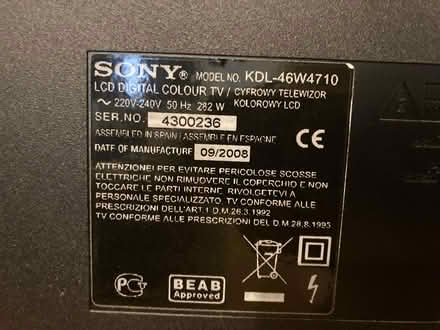 SONY® MODEL NO. KDL-46W4710
LCD DIGITAL COLOUR TV / CYFROWY TELEWIZOR
~ 220V-240V 50 Hz 282 W KOLOROWY LCD
SER.NO. 4300236
ASSEMBLED IN SPAIN / ASSEMBLE EN ESPAGNE
CE
DATE OF MANUFACTURE 09/2008
ATTENZIONE! PER EVITARE PERICOLOSE SCOSSE
ELETTRICHE NON RIMUOVERE IL COPERCHIO E NON
TOCCARE LE PARTI INTERNE. RIVOLGETEVI A
PERSONALE SPECIALIZZATO. TV CONFORME ALLE
PRESCRIZIONI DELL'ART.1 D.M.26.3.1992
TV CONFORME ALLE PRESCRIZIONI DEL D.M.28.8.1995
BEAB
Approved